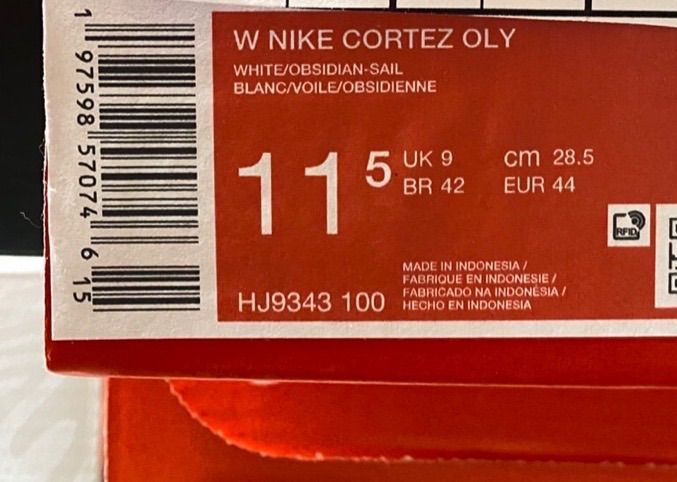 W NIKE CORTEZ OLY
WHITE/OBSIDIAN-SAIL
BLANC/VOILE/OBSIDIENNE
11 5
UK 9 cm 28.5
BR 42 EUR 44
RFID
MADE IN INDONESIA /
FABRIQUE EN INDONESIE /
FABRICADO NA INDONÉSIA /
HECHO EN INDONESIA
HJ9343 100
1 97598 57074 6 15